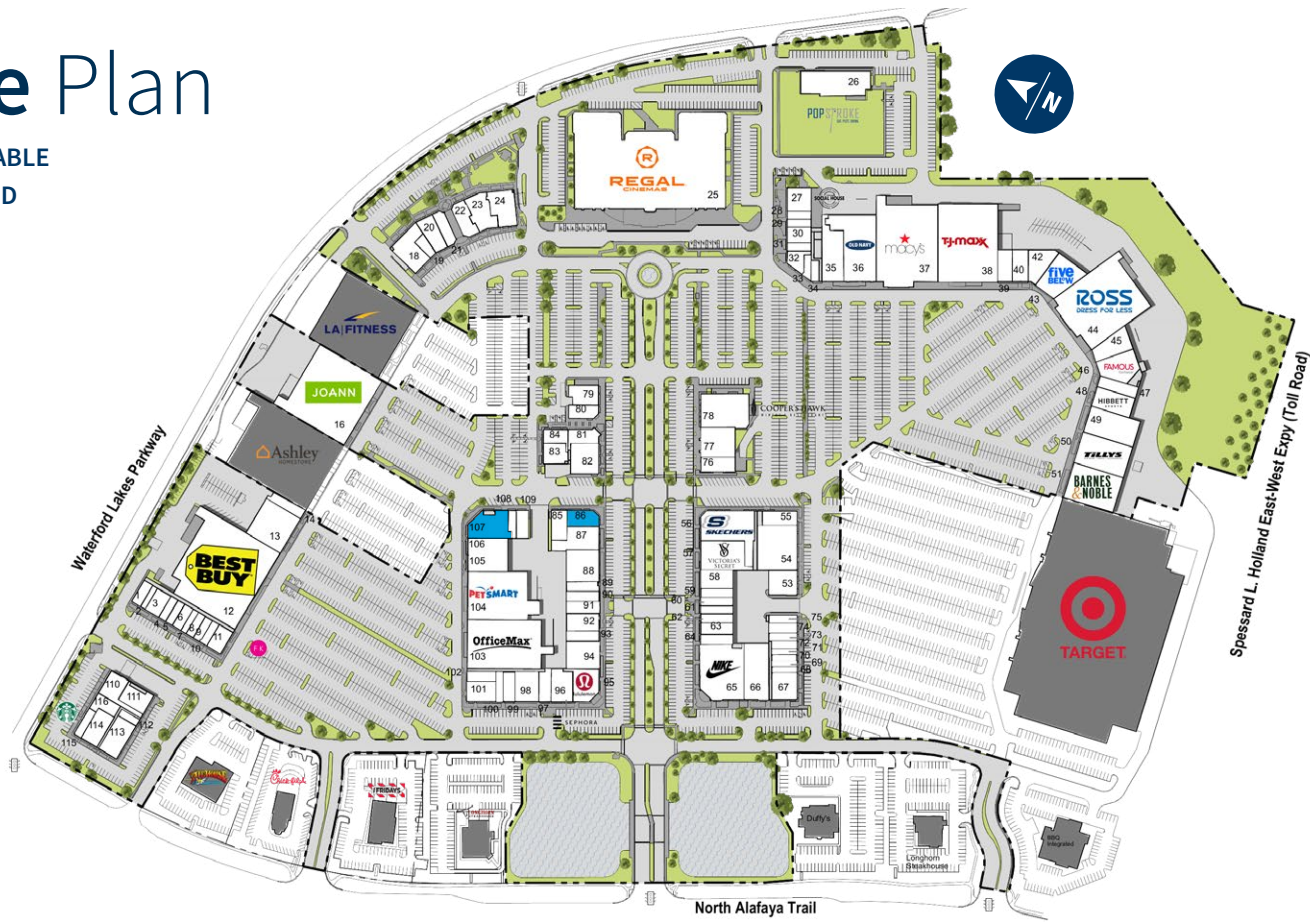 e Plan
ABLE
D
N
26
POPSTROKE
REGAL
CINEMAS
25
27
SOCIAL HOUSE
28
29
30
31
32
33
34
35
OLD NAVY
36
macy's
37
T.J.maxx
38
39
40
42
five BELOW
43
ROSS
DRESS FOR LESS
44
45
46
FAMOUS
47
48
HIBBETT
49
50
TILLYS
51
BARNES
&NOBLE
22
23
24
20
21
18
19
LA|FITNESS
JOANN
16
Ashley
HOMESTORE
14
13
BEST
BUY
12
3
2
4
5
6
7
8
9
10
11
F.K
79
80
81
84
83
82
78
COOPER'S HAWK
77
76
108
109
107
85
86
106
87
105
88
PETSMART
89
90
104
91
92
OfficeMax
93
103
94
102
101
98
96
lululemon
95
100
99
97
SEPHORA
56
SKECHERS
55
57
VICTORIA'S
SECRET
54
58
53
59
60
61
62
63
64
75
74
73
72
71
70
69
68
NIKE
65
66
67
TARGET
110
111
116
114
113
112
115
Chick-fil-A
FRIDAYS
Duffy's
Longhorn
Steakhouse
BBQ
Integrated
Waterford Lakes Parkway
Spessard L. Holland East-West Expy (Toll Road)
North Alafaya Trail